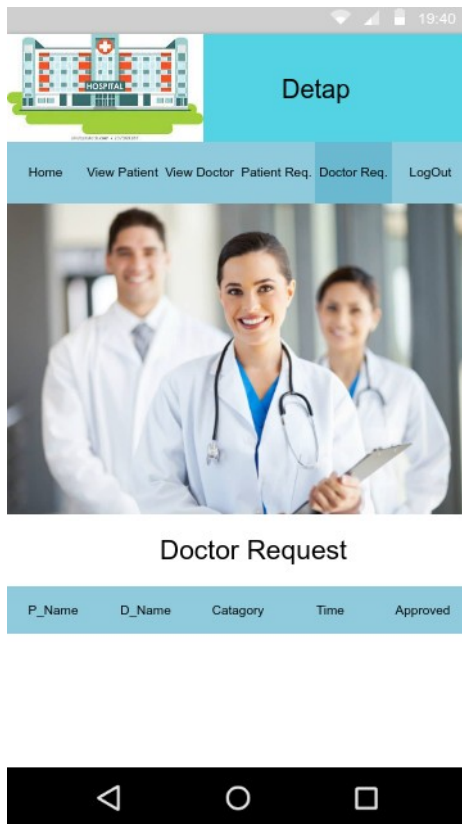 19:40
HOSPITAL
Detap
Home View Patient View Doctor Patient Req. Doctor Req. LogOut
Doctor Request
P_Name D_Name Catagory Time Approved